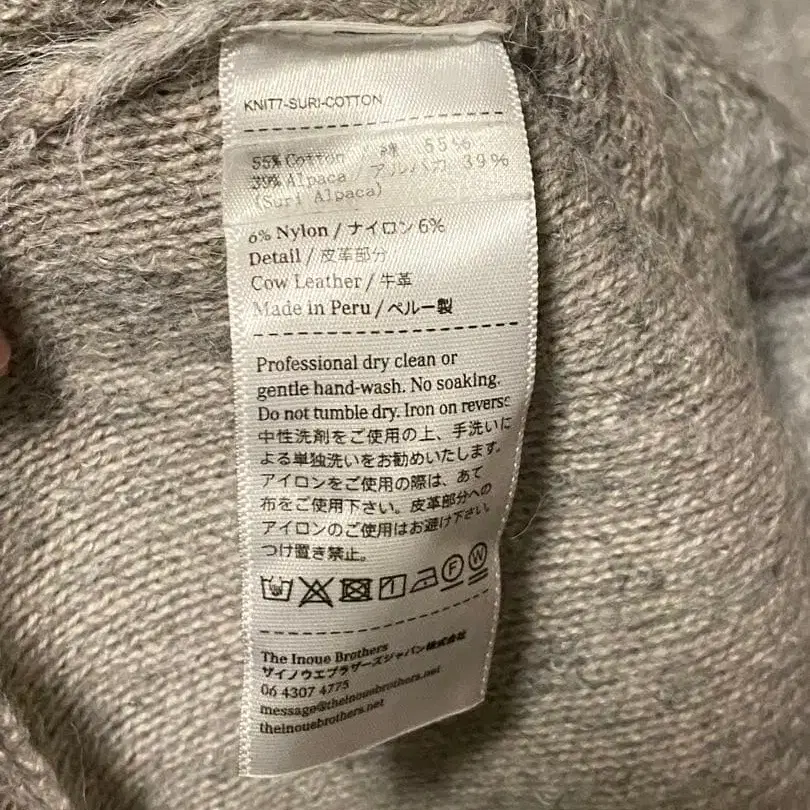 KNIT7-SURI-COTTON
55% Cotton / 綿 55%
39% Alpaca / アルパカ 39%
(Suri Alpaca)
6% Nylon / ナイロン 6%
Detail / 皮革部分
Cow Leather / 牛革
Made in Peru / ペルー製
Professional dry clean or
gentle hand-wash. No soaking.
Do not tumble dry. Iron on reverse
中性洗剤をご使用の上、手洗いに
よる単独洗いをお勧めいたします。
アイロンをご使用の際は、あて
布をご使用下さい。皮革部分への
アイロンのご使用はお避け下さい。
つけ置き禁止。
F W
The Inoue Brothers
ザイノウエブラザーズジャパン株式会社
06 4307 4775
message@theinouebrothers.net
theinouebrothers.net